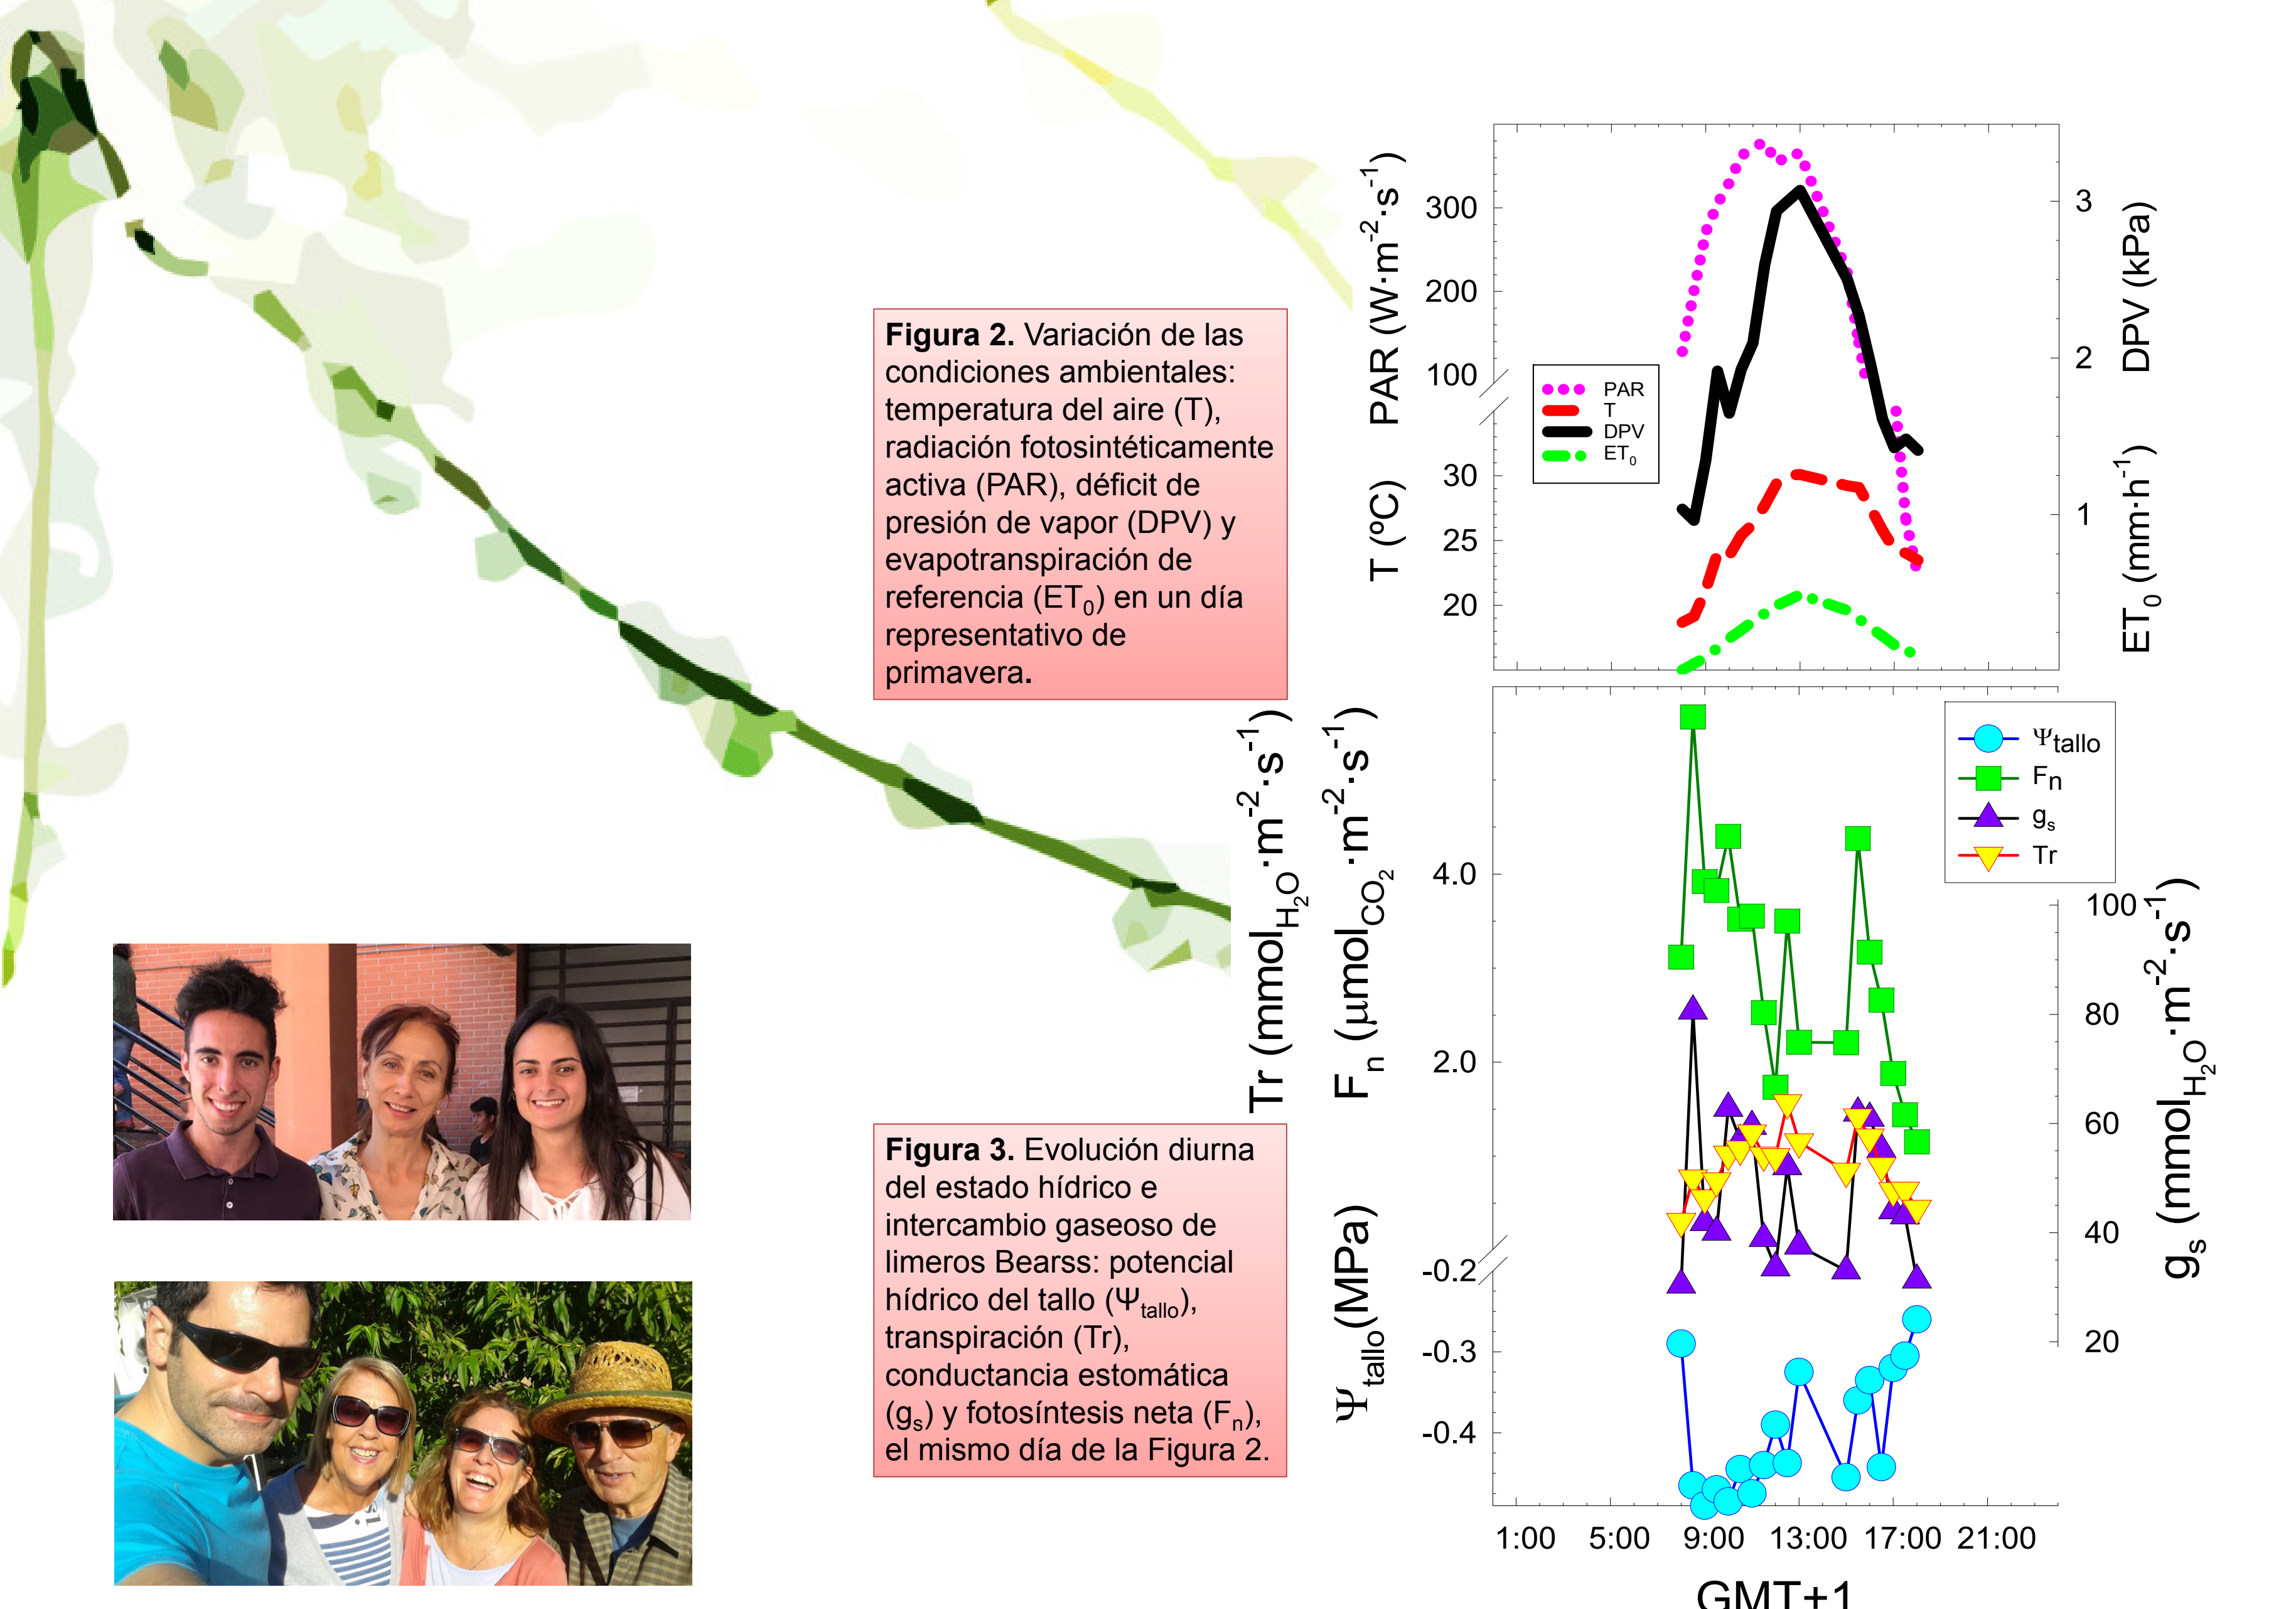 Figura 2. Variación de las
condiciones ambientales:
temperatura del aire (T),
radiación fotosintéticamente
activa (PAR), déficit de
presión de vapor (DPV) y
evapotranspiración de
referencia (ET0) en un día
representativo de
primavera.
PAR (W·m-2·s-1)
300
200
100
T (ºC)
30
25
20
PAR
T
DPV
ET0
3
2
1
DPV (kPa)
ET0 (mm·h-1)
Figura 3. Evolución diurna
del estado hídrico e
intercambio gaseoso de
limeros Bearss: potencial
hídrico del tallo (Ψtallo),
transpiración (Tr),
conductancia estomática
(gs) y fotosíntesis neta (Fn),
el mismo día de la Figura 2.
Tr (mmolH2O·m-2·s-1)
Fn (μmolCO2·m-2·s-1)
4.0
2.0
Ψtallo(MPa)
-0.2
-0.3
-0.4
Ψtallo
Fn
gs
Tr
100
80
60
40
20
gs (mmolH2O·m-2·s-1)
1:00 5:00 9:00 13:00 17:00 21:00
GMT+1